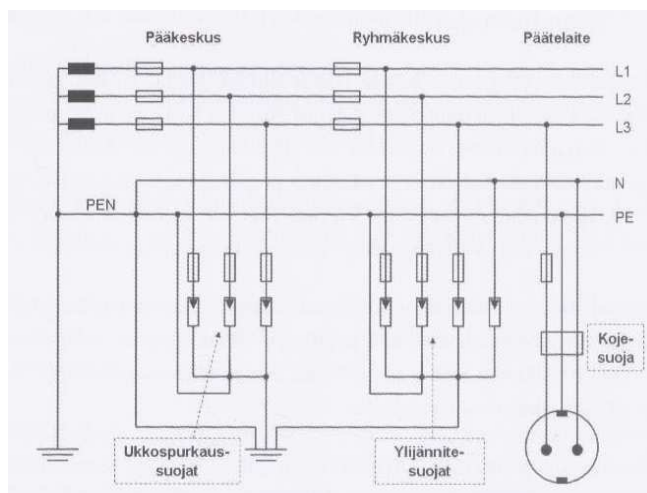 Pääkeskus Ryhmäkeskus Päätelaite
L1
L2
L3
N
PEN
PE
Koje-
suoja
Ukkospurkaus-
suojat
Ylijännite-
suojat